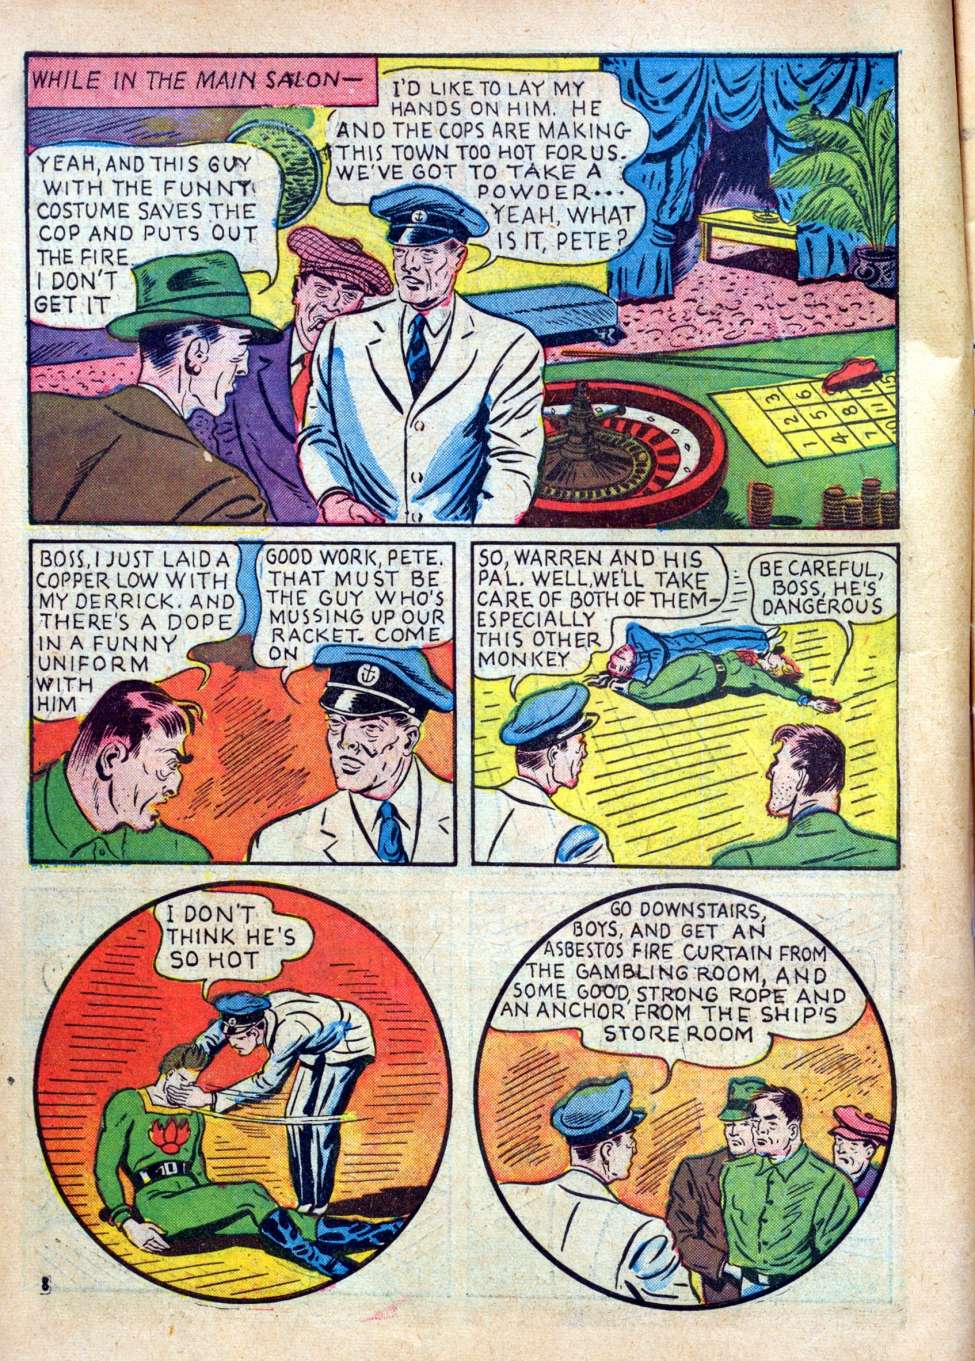 WHILE IN THE MAIN SALON—
YEAH, AND THIS GUY
WITH THE FUNNY
COSTUME SAVES THE
COP AND PUTS OUT
THE FIRE.
I DON'T
GET IT
I'D LIKE TO LAY MY
HANDS ON HIM. HE
AND THE COPS ARE MAKING
THIS TOWN TOO HOT FOR US.
WE'VE GOT TO TAKE A
POWDER...
YEAH, WHAT
IS IT, PETE?
BOSS, I JUST LAID A
COPPER LOW WITH
MY DERRICK. AND
THERE'S A DOPE
IN A FUNNY
UNIFORM
WITH
HIM
GOOD WORK, PETE.
THAT MUST BE
THE GUY WHO'S
MUSSING UP OUR
RACKET. COME
ON
SO, WARREN AND HIS
PAL. WELL, WE'LL TAKE
CARE OF BOTH OF THEM—
ESPECIALLY
THIS OTHER
MONKEY
BE CAREFUL,
BOSS, HE'S
DANGEROUS
I DON'T
THINK HE'S
SO HOT
GO DOWNSTAIRS,
BOYS, AND GET AN
ASBESTOS FIRE CURTAIN FROM
THE GAMBLING ROOM, AND
SOME GOOD, STRONG ROPE AND
AN ANCHOR FROM THE SHIP'S
STORE ROOM
8